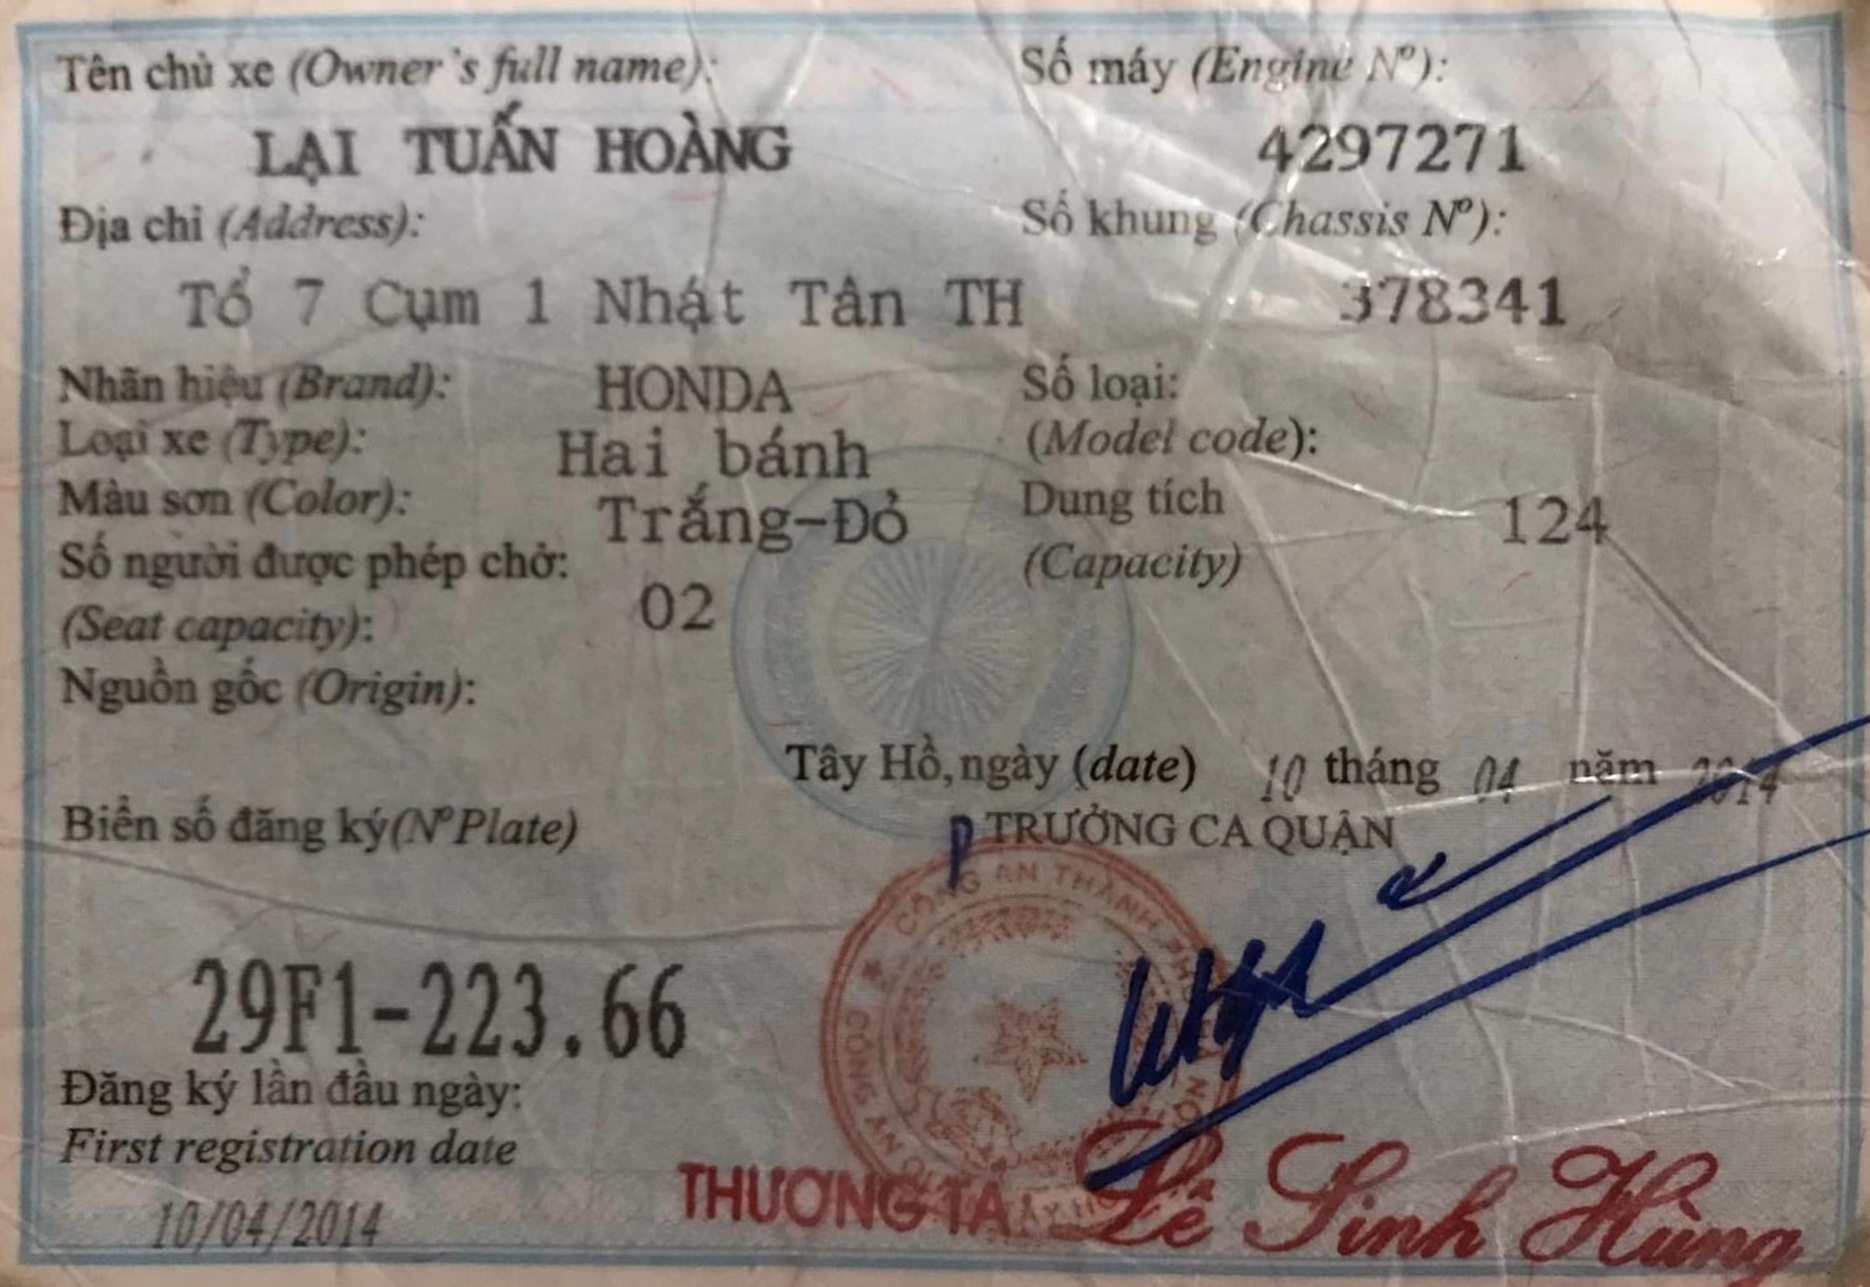 Tên chủ xe (Owner's full name):
LẠI TUẤN HOÀNG
Địa chỉ (Address):
Tổ 7 Cụm 1 Nhật Tân TH
Nhãn hiệu (Brand): HONDA
Loại xe (Type): Hai bánh
Màu sơn (Color): Trắng-Đỏ
Số người được phép chở: 02
(Seat capacity):
Nguồn gốc (Origin):
Số máy (Engine Nº):
4297271
Số khung (Chassis Nº):
378341
Số loại:
(Model code):
Dung tích 124
(Capacity)
Tây Hồ, ngày (date) 10 tháng 04 năm 2014
P TRƯỞNG CA QUẬN
Biển số đăng ký(NºPlate)
29F1-223.66
Đăng ký lần đầu ngày:
First registration date
10/04/2014
CÔNG AN THÀNH PHỐ
CÔNG AN
THƯỢNG TÁ Lê Sinh Hùng